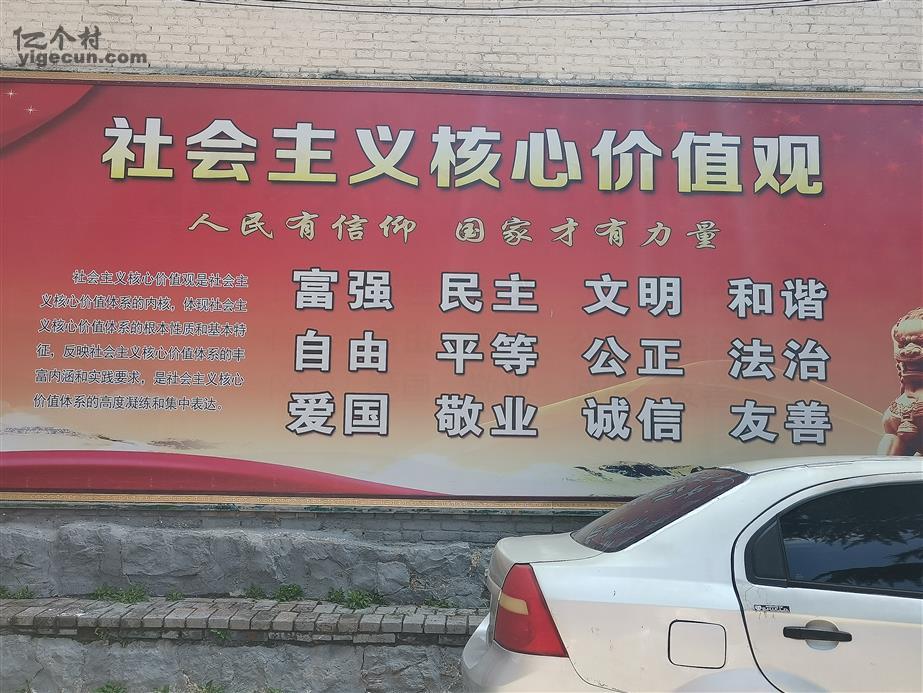 亿个村
yigecun.com
社会主义核心价值观
人民有信仰 国家才有力量
社会主义核心价值观是社会主
义核心价值体系的内核，体现社会主
义核心价值体系的根本性质和基本特
征，反映社会主义核心价值体系的丰
富内涵和实践要求，是社会主义核心
价值体系的高度凝练和集中表达。
富强 民主 文明 和谐
自由 平等 公正 法治
爱国 敬业 诚信 友善